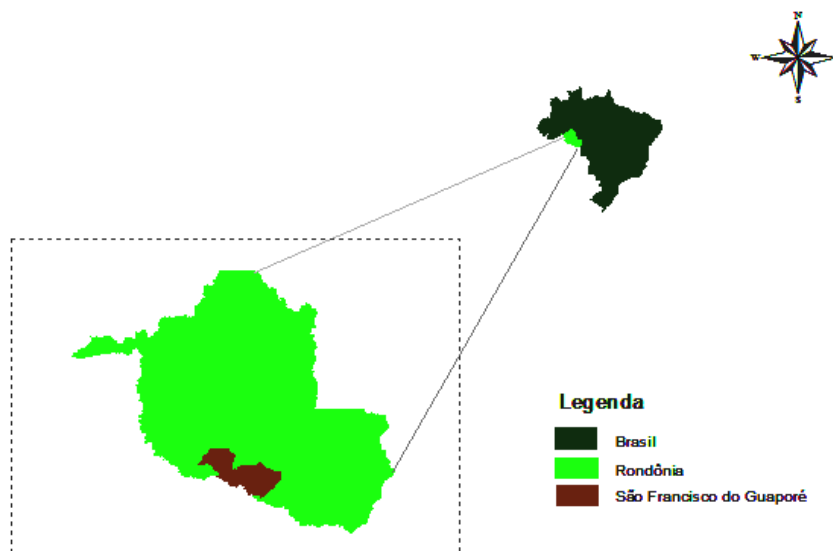 N
W
S
Legenda
Brasil
Rondônia
São Francisco do Guaporé